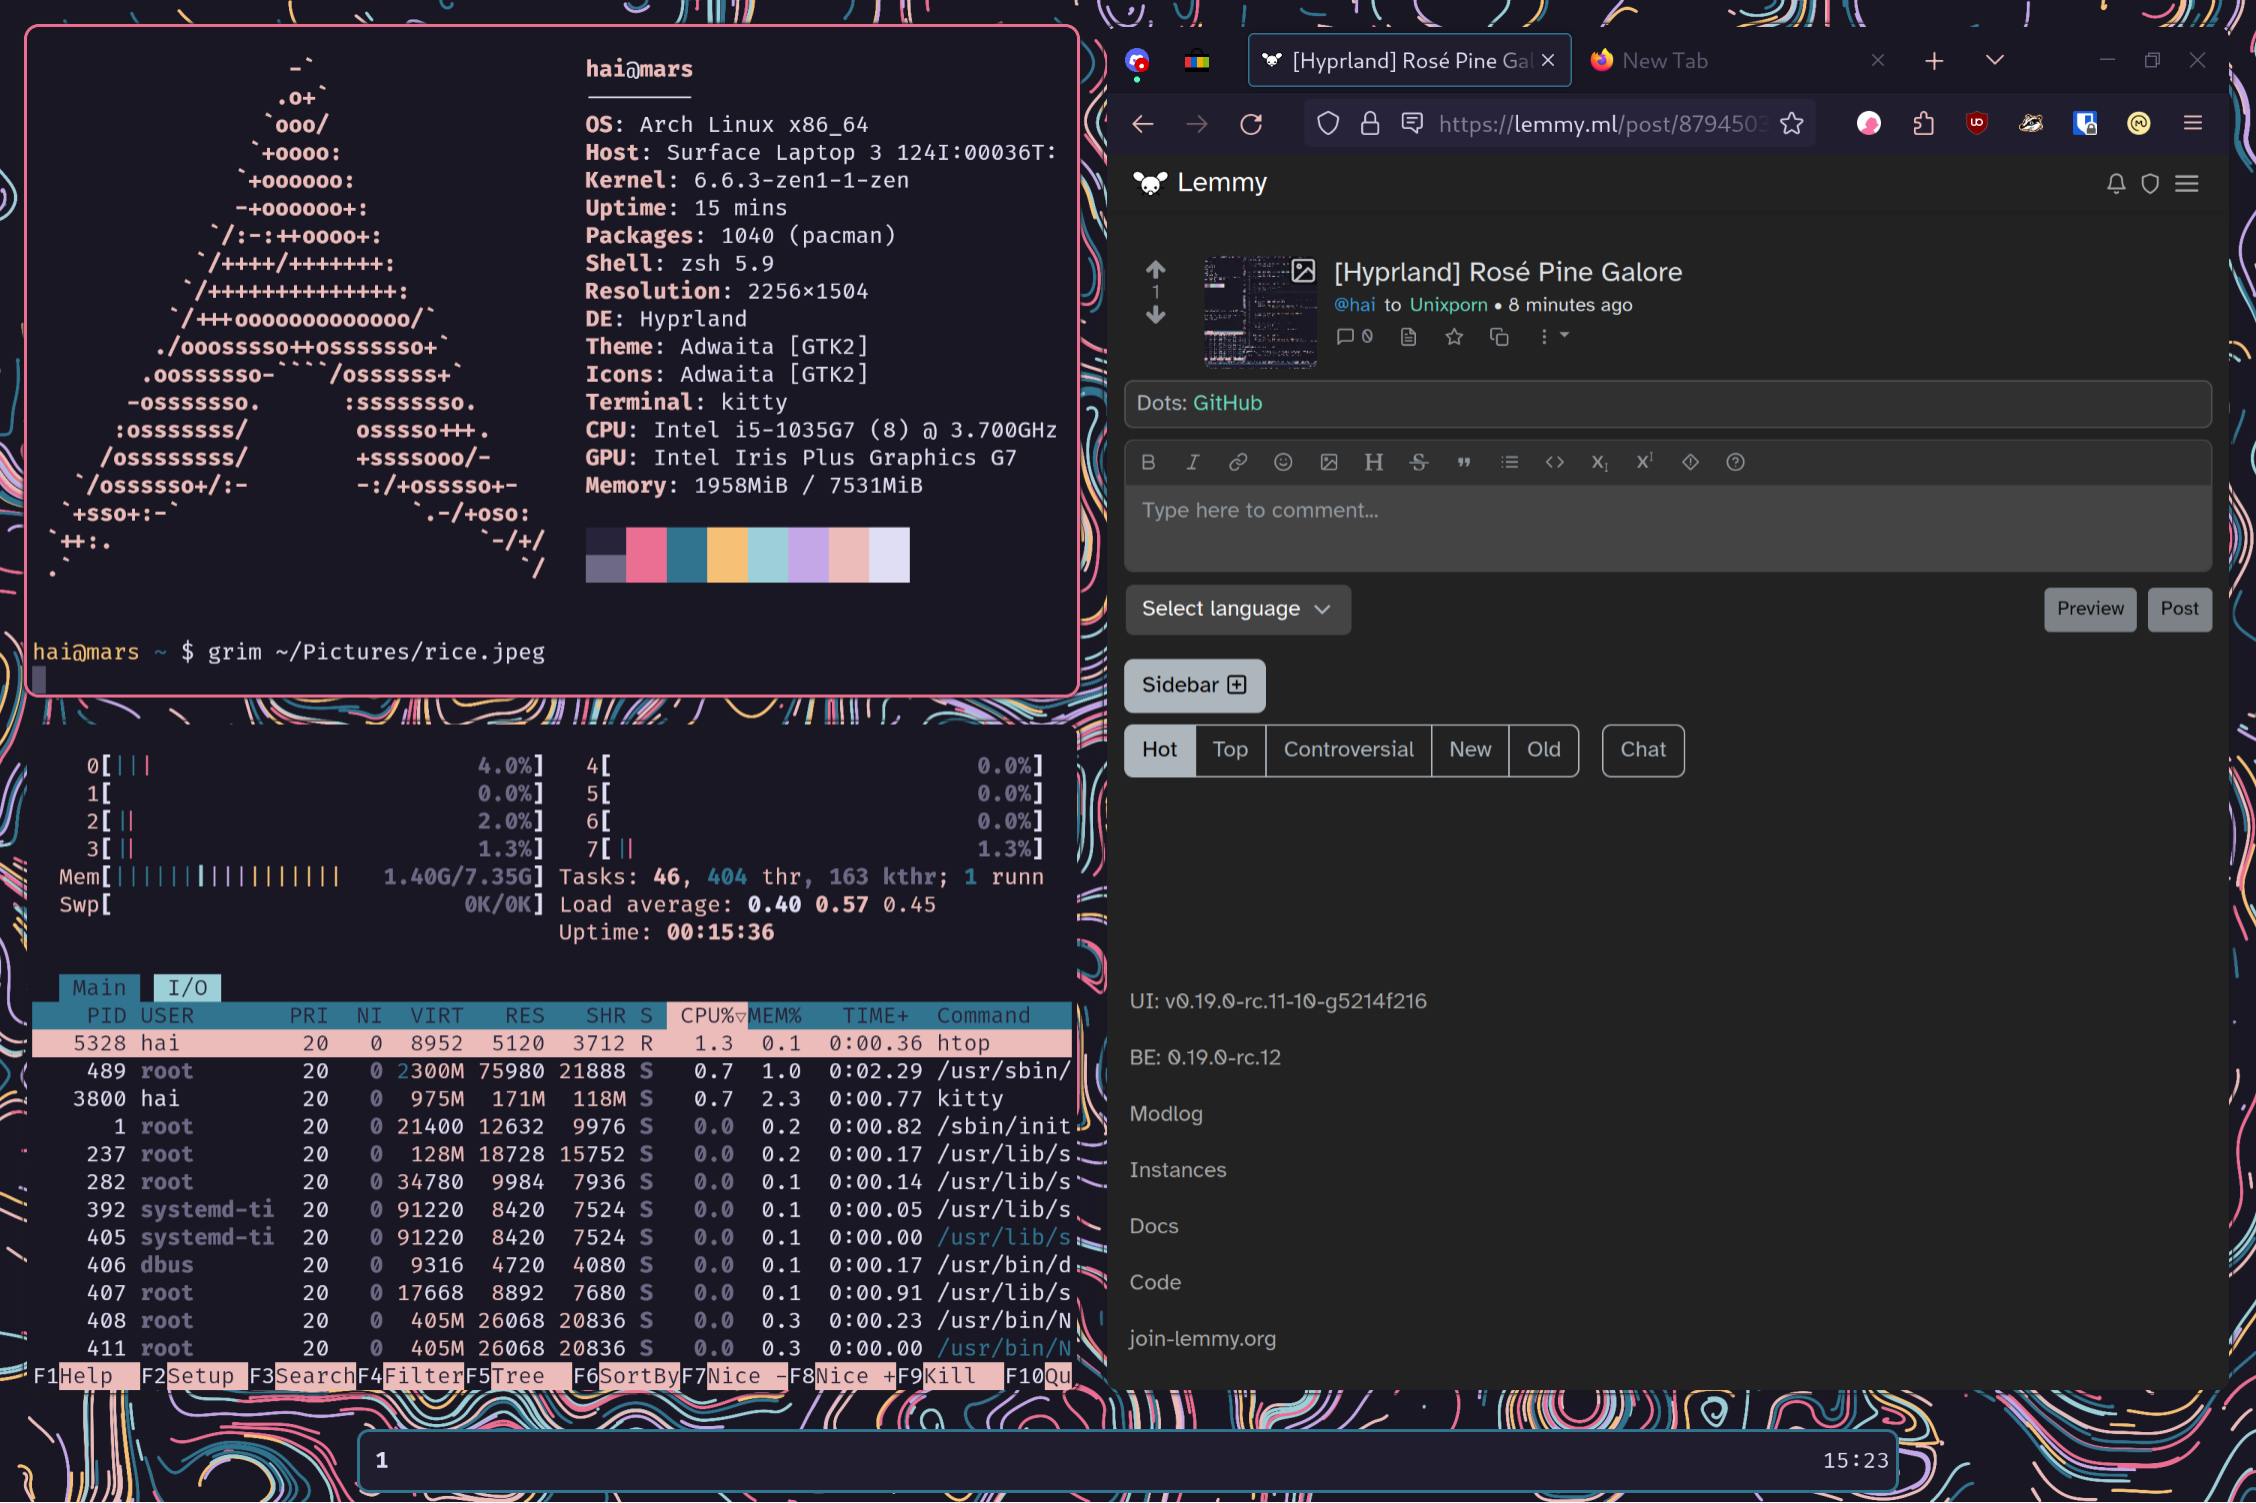 hai@mars
OS: Arch Linux x86_64
Host: Surface Laptop 3 124I:00036T:
Kernel: 6.6.3-zen1-1-zen
Uptime: 15 mins
Packages: 1040 (pacman)
Shell: zsh 5.9
Resolution: 2256x1504
DE: Hyprland
Theme: Adwaita [GTK2]
Icons: Adwaita [GTK2]
Terminal: kitty
CPU: Intel i5-1035G7 (8) @ 3.700GHz
GPU: Intel Iris Plus Graphics G7
Memory: 1958MiB / 7531MiB
hai@mars ~ $ grim ~/Pictures/rice.jpeg
0[||| 4.0%] 4[ 0.0%]
1[ 0.0%] 5[ 0.0%]
2[|| 2.0%] 6[ 0.0%]
3[|| 1.3%] 7[|| 1.3%]
Mem[|||||||||||||||||| 1.40G/7.35G] Tasks: 46, 404 thr, 163 kthr; 1 runn
Swp[ 0K/0K] Load average: 0.40 0.57 0.45
Uptime: 00:15:36
Main I/O
PID USER PRI NI VIRT RES SHR S CPU%▽MEM% TIME+ Command
5328 hai 20 0 8952 5120 3712 R 1.3 0.1 0:00.36 htop
489 root 20 0 2300M 75980 21888 S 0.7 1.0 0:02.29 /usr/sbin/
3800 hai 20 0 975M 171M 118M S 0.7 2.3 0:00.77 kitty
1 root 20 0 21400 12632 9976 S 0.0 0.2 0:00.82 /sbin/init
237 root 20 0 128M 18728 15752 S 0.0 0.2 0:00.17 /usr/lib/s
282 root 20 0 34780 9984 7936 S 0.0 0.1 0:00.14 /usr/lib/s
392 systemd-ti 20 0 91220 8420 7524 S 0.0 0.1 0:00.05 /usr/lib/s
405 systemd-ti 20 0 91220 8420 7524 S 0.0 0.1 0:00.00 /usr/lib/s
406 dbus 20 0 9316 4720 4080 S 0.0 0.1 0:00.17 /usr/bin/d
407 root 20 0 17668 8892 7680 S 0.0 0.1 0:00.91 /usr/lib/s
408 root 20 0 405M 26068 20836 S 0.0 0.3 0:00.23 /usr/bin/N
411 root 20 0 405M 26068 20836 S 0.0 0.3 0:00.00 /usr/bin/N
F1Help F2Setup F3SearchF4FilterF5Tree F6SortByF7Nice -F8Nice +F9Kill F10Qu
[Hyprland] Rosé Pine Gal
New Tab
https://lemmy.ml/post/8794503
Lemmy
1
[Hyprland] Rosé Pine Galore
@hai to Unixporn • 8 minutes ago
0
Dots: GitHub
Type here to comment...
Select language
Preview
Post
Sidebar
Hot Top Controversial New Old Chat
UI: v0.19.0-rc.11-10-g5214f216
BE: 0.19.0-rc.12
Modlog
Instances
Docs
Code
join-lemmy.org
1
15:23